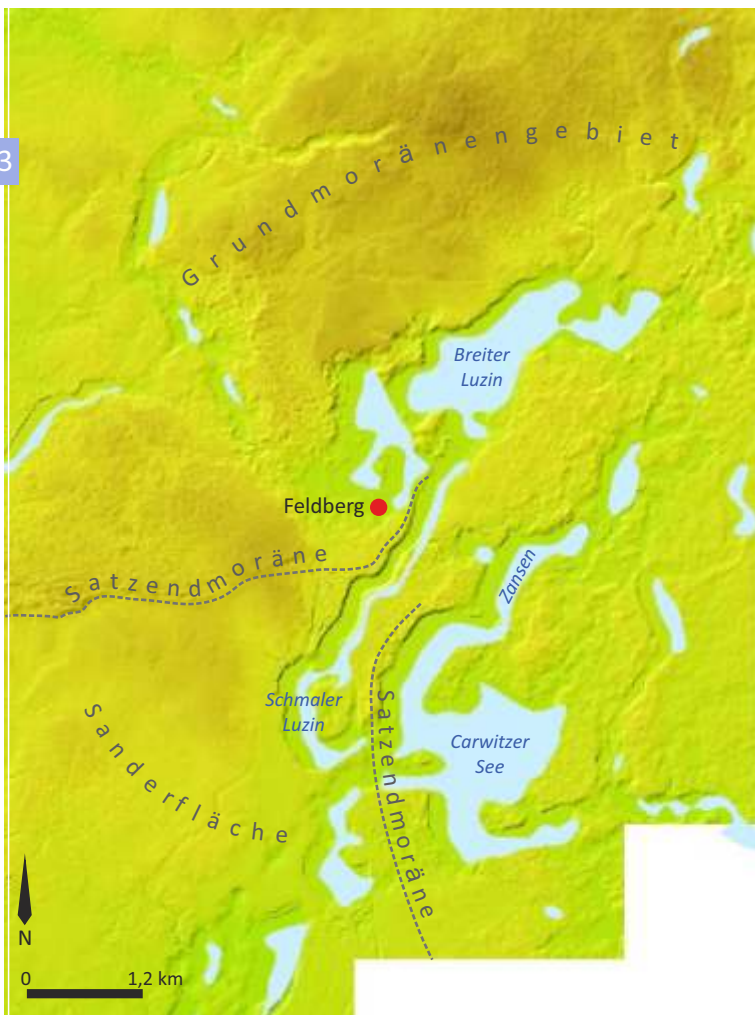 3
Grundmoränengebiet
Breiter
Luzin
Feldberg
Satzendmoräne
Zansen
Schmaler
Luzin
Satzendmoräne
Carwitzer
See
Sanderfläche
N
0 1,2 km